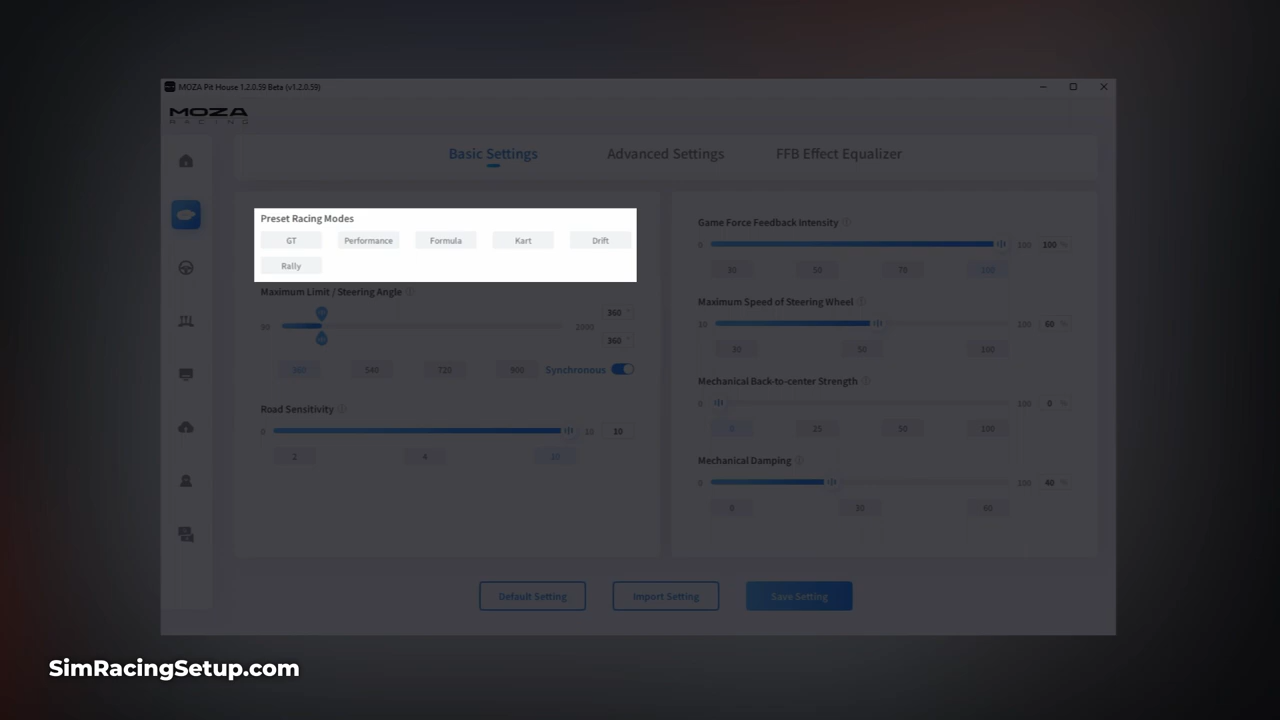 MOZA Pit House 1.2.0.59 Beta (v1.2.0.59)
MOZA
RACING
Basic Settings
Advanced Settings
FFB Effect Equalizer
Preset Racing Modes
GT
Performance
Formula
Kart
Drift
Rally
Maximum Limit / Steering Angle
360 °
90
2000
360 °
360
540
720
900
Synchronous
Road Sensitivity
0
10
10
2
4
10
Game Force Feedback Intensity
0
100
100 %
30
50
70
100
Maximum Speed of Steering Wheel
10
100
60 %
30
50
100
Mechanical Back-to-center Strength
0
100
0 %
0
25
50
100
Mechanical Damping
0
100
40 %
0
30
60
Default Setting
Import Setting
Save Setting
SimRacingSetup.com